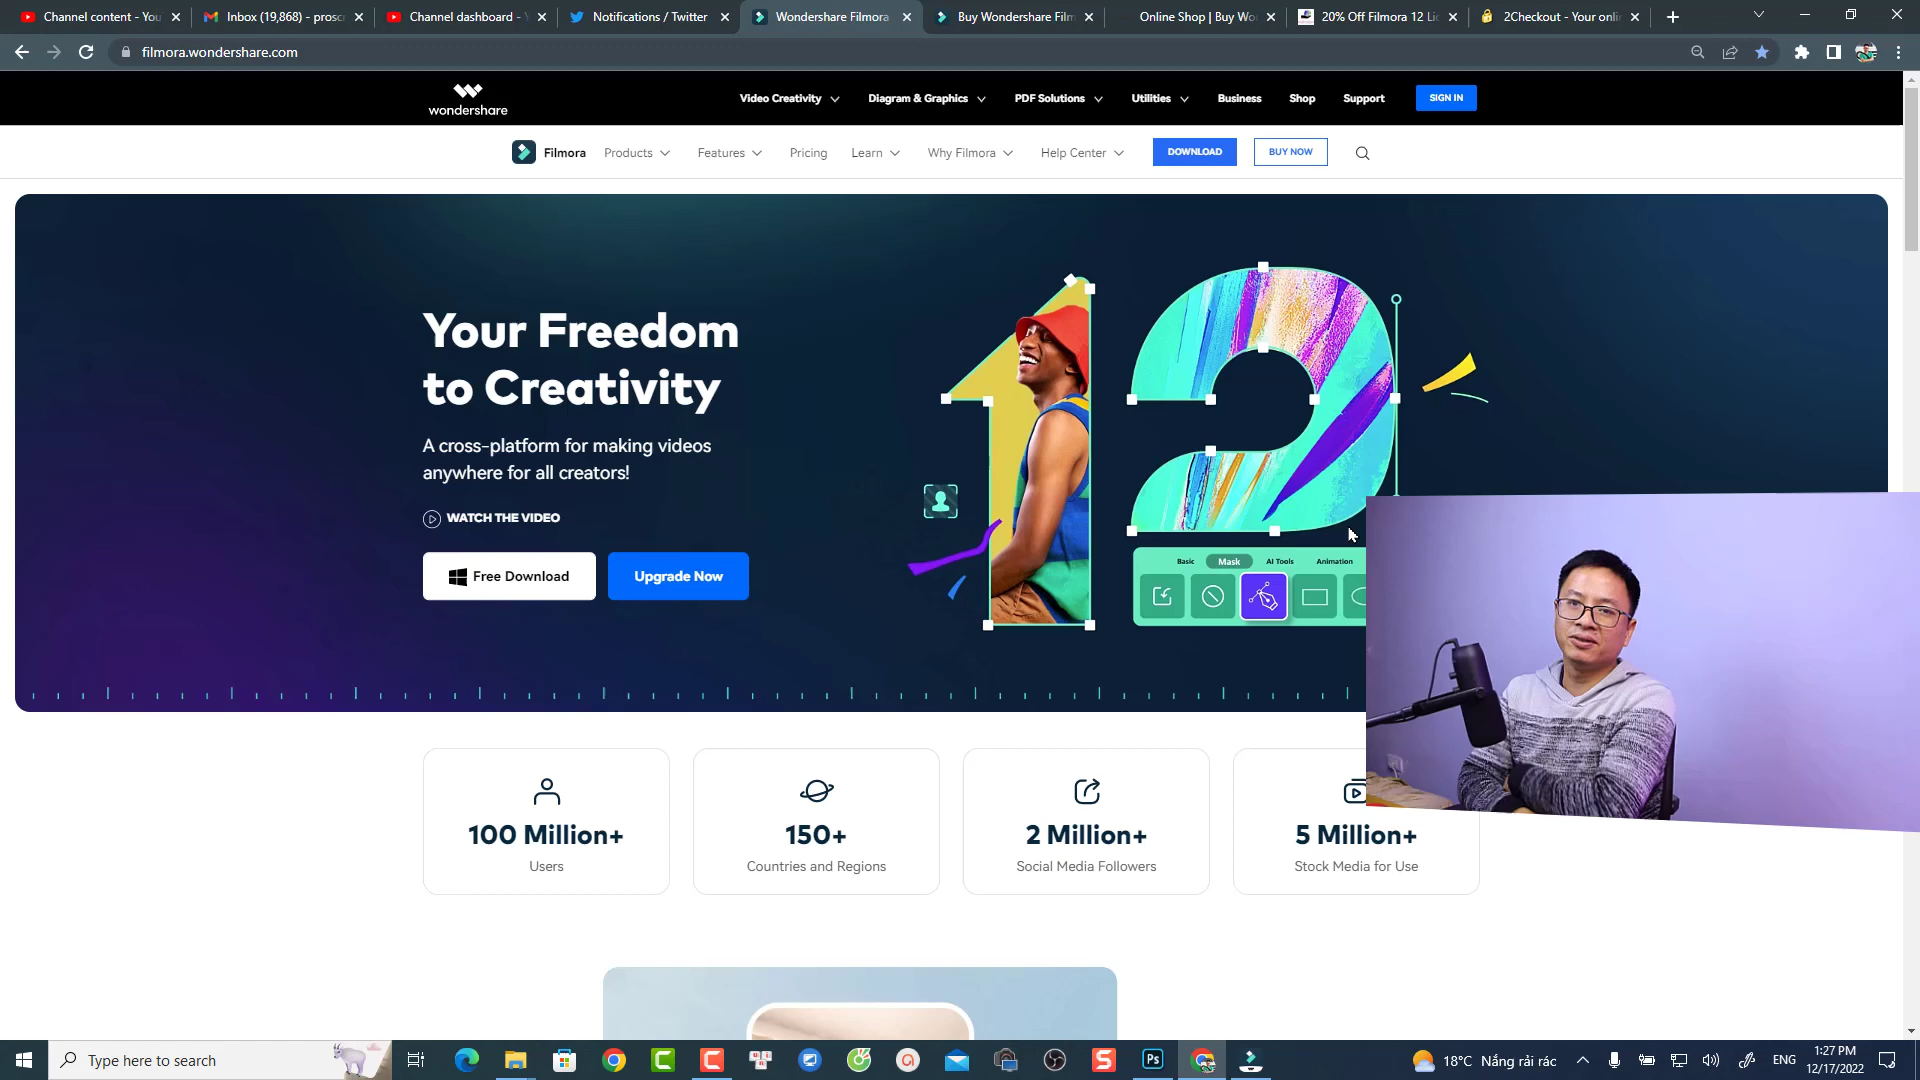 Channel content - You
Inbox (19,868) - proscr
Channel dashboard - Y
Notifications / Twitter
Wondershare Filmora
Buy Wondershare Film
Online Shop | Buy Wo
20% Off Filmora 12 Li
2Checkout - Your onli
filmora.wondershare.com
wondershare
Video Creativity
Diagram & Graphics
PDF Solutions
Utilities
Business
Shop
Support
SIGN IN
Filmora
Products
Features
Pricing
Learn
Why Filmora
Help Center
DOWNLOAD
BUY NOW
Your Freedom
to Creativity
A cross-platform for making videos
anywhere for all creators!
WATCH THE VIDEO
Free Download
Upgrade Now
12
Basic
Mask
AI Tools
Animation
100 Million+
Users
150+
Countries and Regions
2 Million+
Social Media Followers
5 Million+
Stock Media for Use
Type here to search
Ps
18°C Nắng rải rác
ENG
1:27 PM
12/17/2022